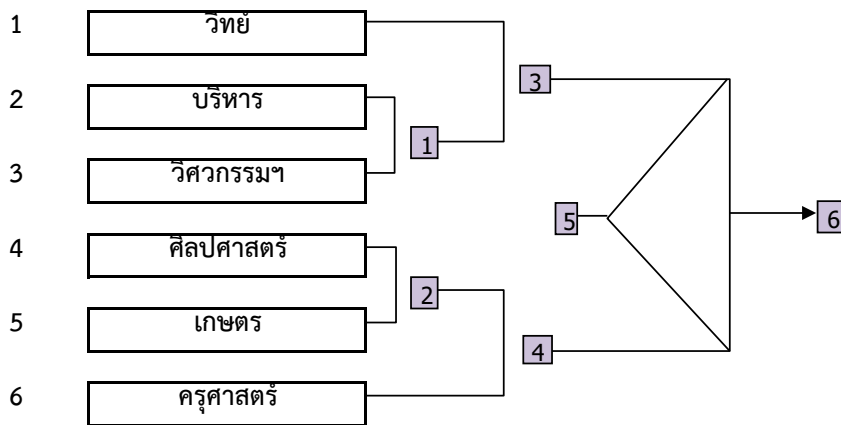 1 วิทย์
3
2 บริหาร
1
3 วิศวกรรมฯ
5
6
4 ศิลปศาสตร์
2
5 เกษตร
4
6 ครุศาสตร์